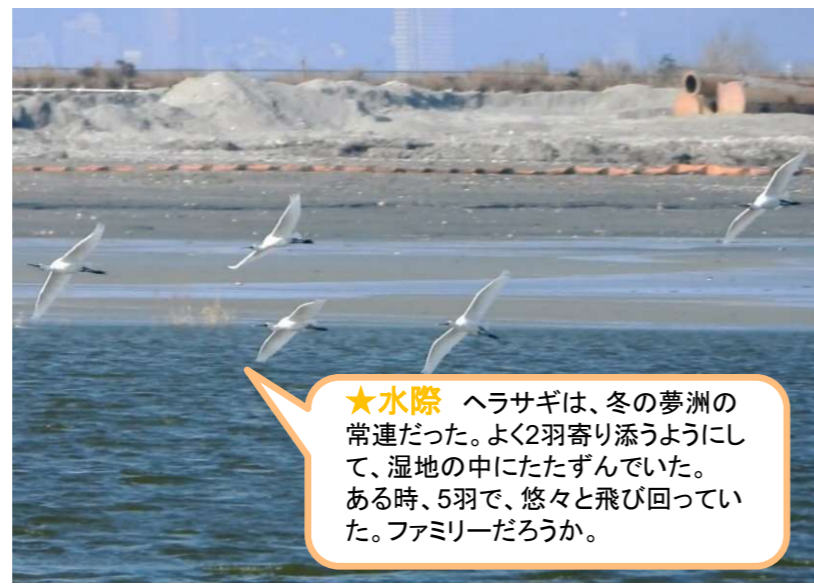 ★水際　ヘラサギは、冬の夢洲の
常連だった。よく2羽寄り添うようにし
て、湿地の中にたたずんでいた。
ある時、5羽で、悠々と飛び回ってい
た。ファミリーだろうか。